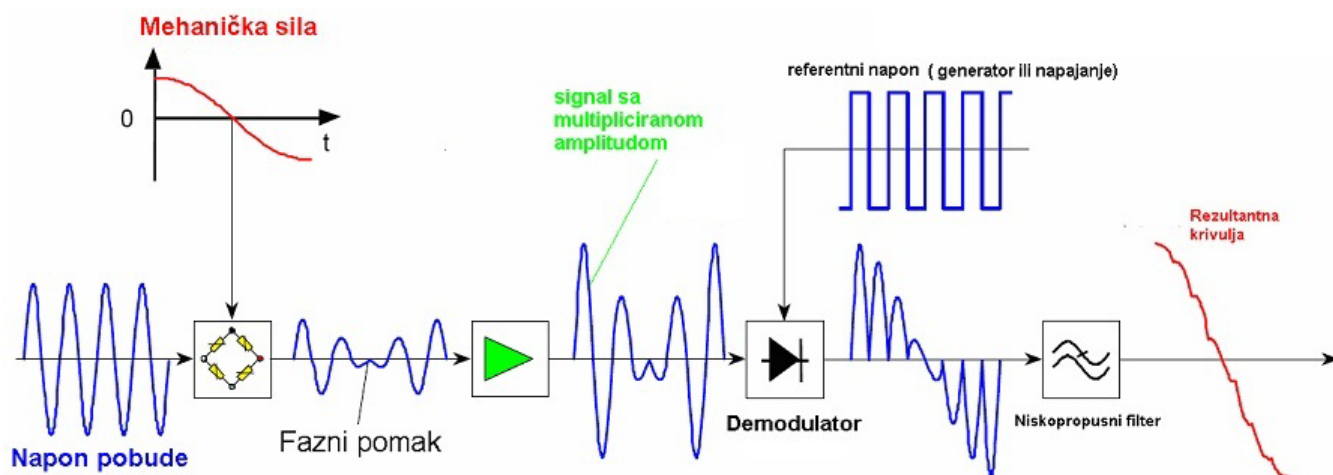 Mehanička sila
0
t
signal sa
multipliciranom
amplitudom
referentni napon ( generator ili napajanje)
Rezultantna
krivulja
Napon pobude
Fazni pomak
Demodulator
Niskopropusni filter